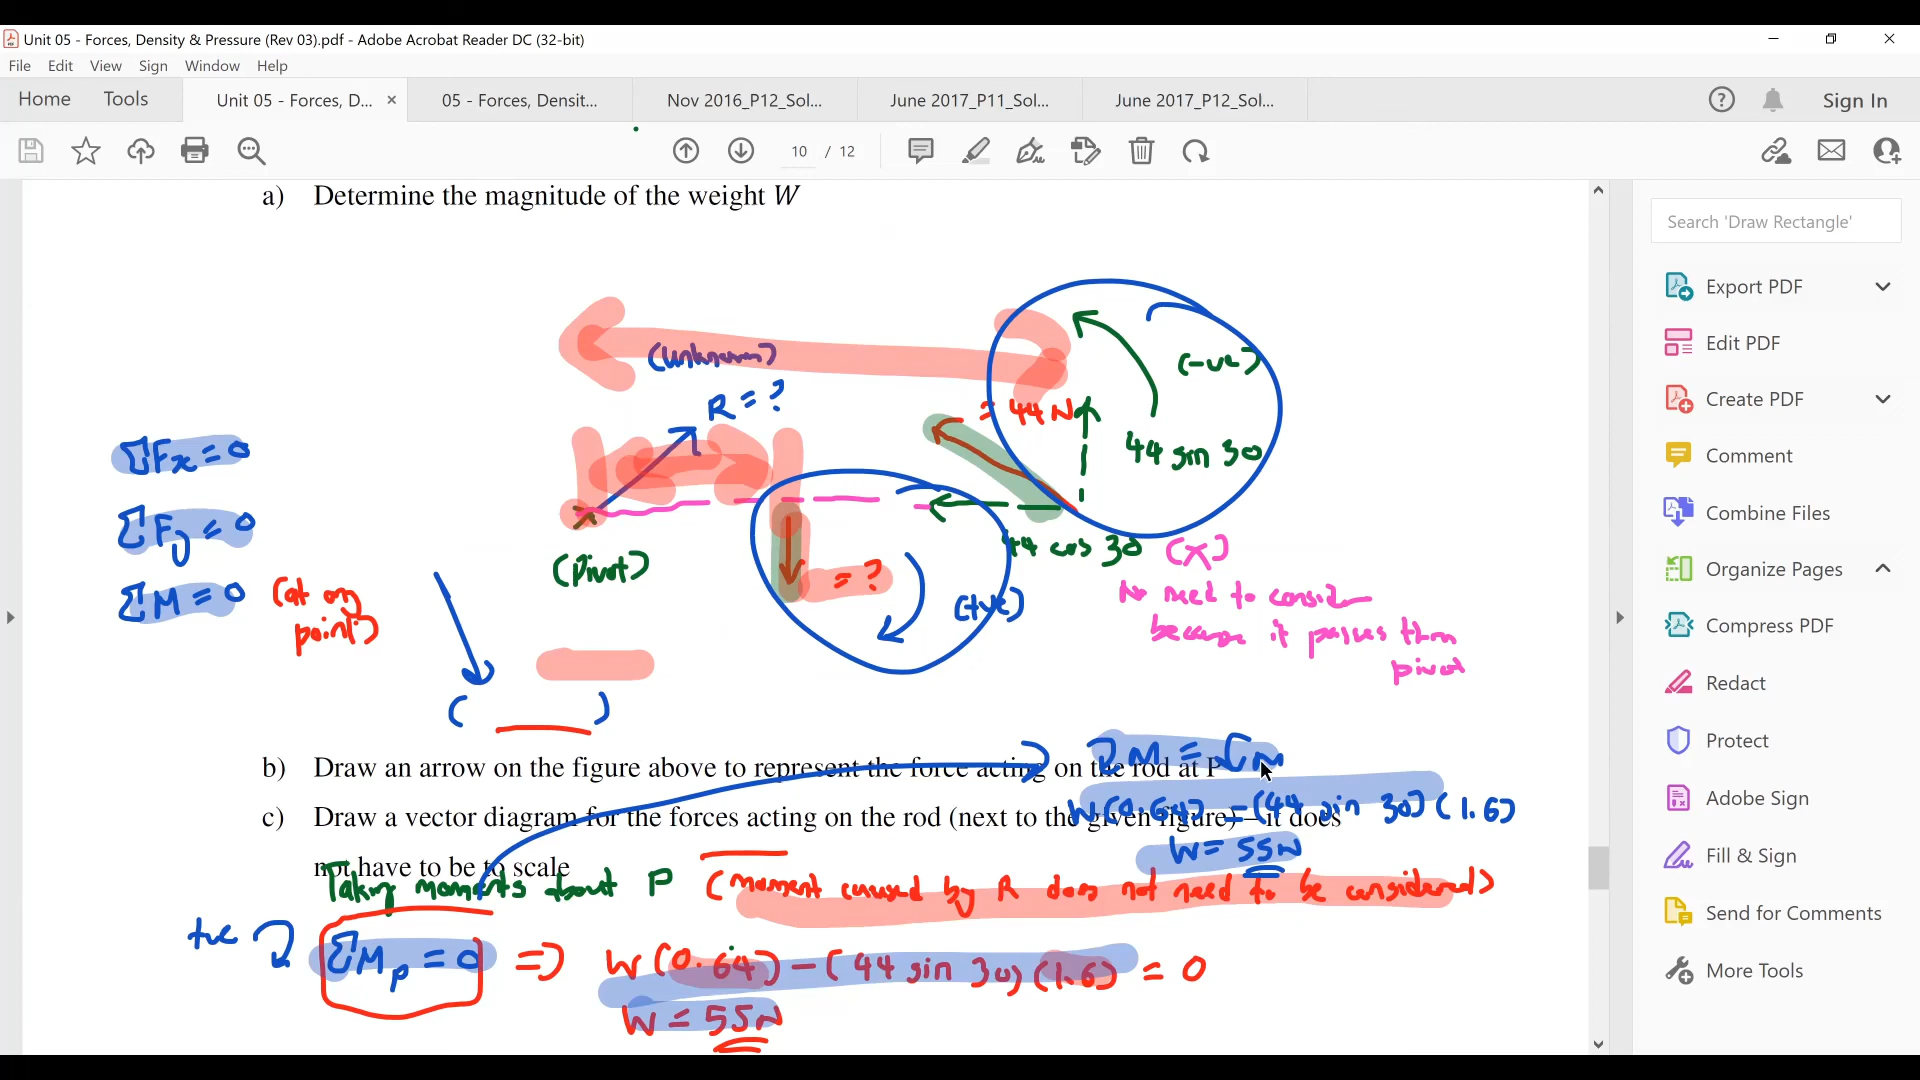 Unit 05 - Forces, Density & Pressure (Rev 03).pdf - Adobe Acrobat Reader DC (32-bit)
File Edit View Sign Window Help
Home Tools Unit 05 - Forces, D... × 05 - Forces, Densit... Nov 2016_P12_Sol... June 2017_P11_Sol... June 2017_P12_Sol... Sign In
10 / 12
a) Determine the magnitude of the weight W
(unknown)
R = ?
(-ve)
= 44 N
44 sin 30
ΣFx = 0
ΣFy = 0
ΣM = 0 (at any
point)
(Pivot)
= ?
(+ve)
44 cos 30 (x)
No need to consider
because it passes thru
pivot
( )
ΣM = ΣM
b) Draw an arrow on the figure above to represent the force acting on the rod at P
W(0.64) = (44 sin 30)(1.6)
c) Draw a vector diagram for the forces acting on the rod (next to the given figure) – it does
not have to be to scale
W = 55N
Taking moments about P (moment caused by R does not need to be considered)
+ve ΣMp = 0 => W(0.64) - (44 sin 30)(1.6) = 0
W = 55N
Search 'Draw Rectangle'
Export PDF
Edit PDF
Create PDF
Comment
Combine Files
Organize Pages
Compress PDF
Redact
Protect
Adobe Sign
Fill & Sign
Send for Comments
More Tools